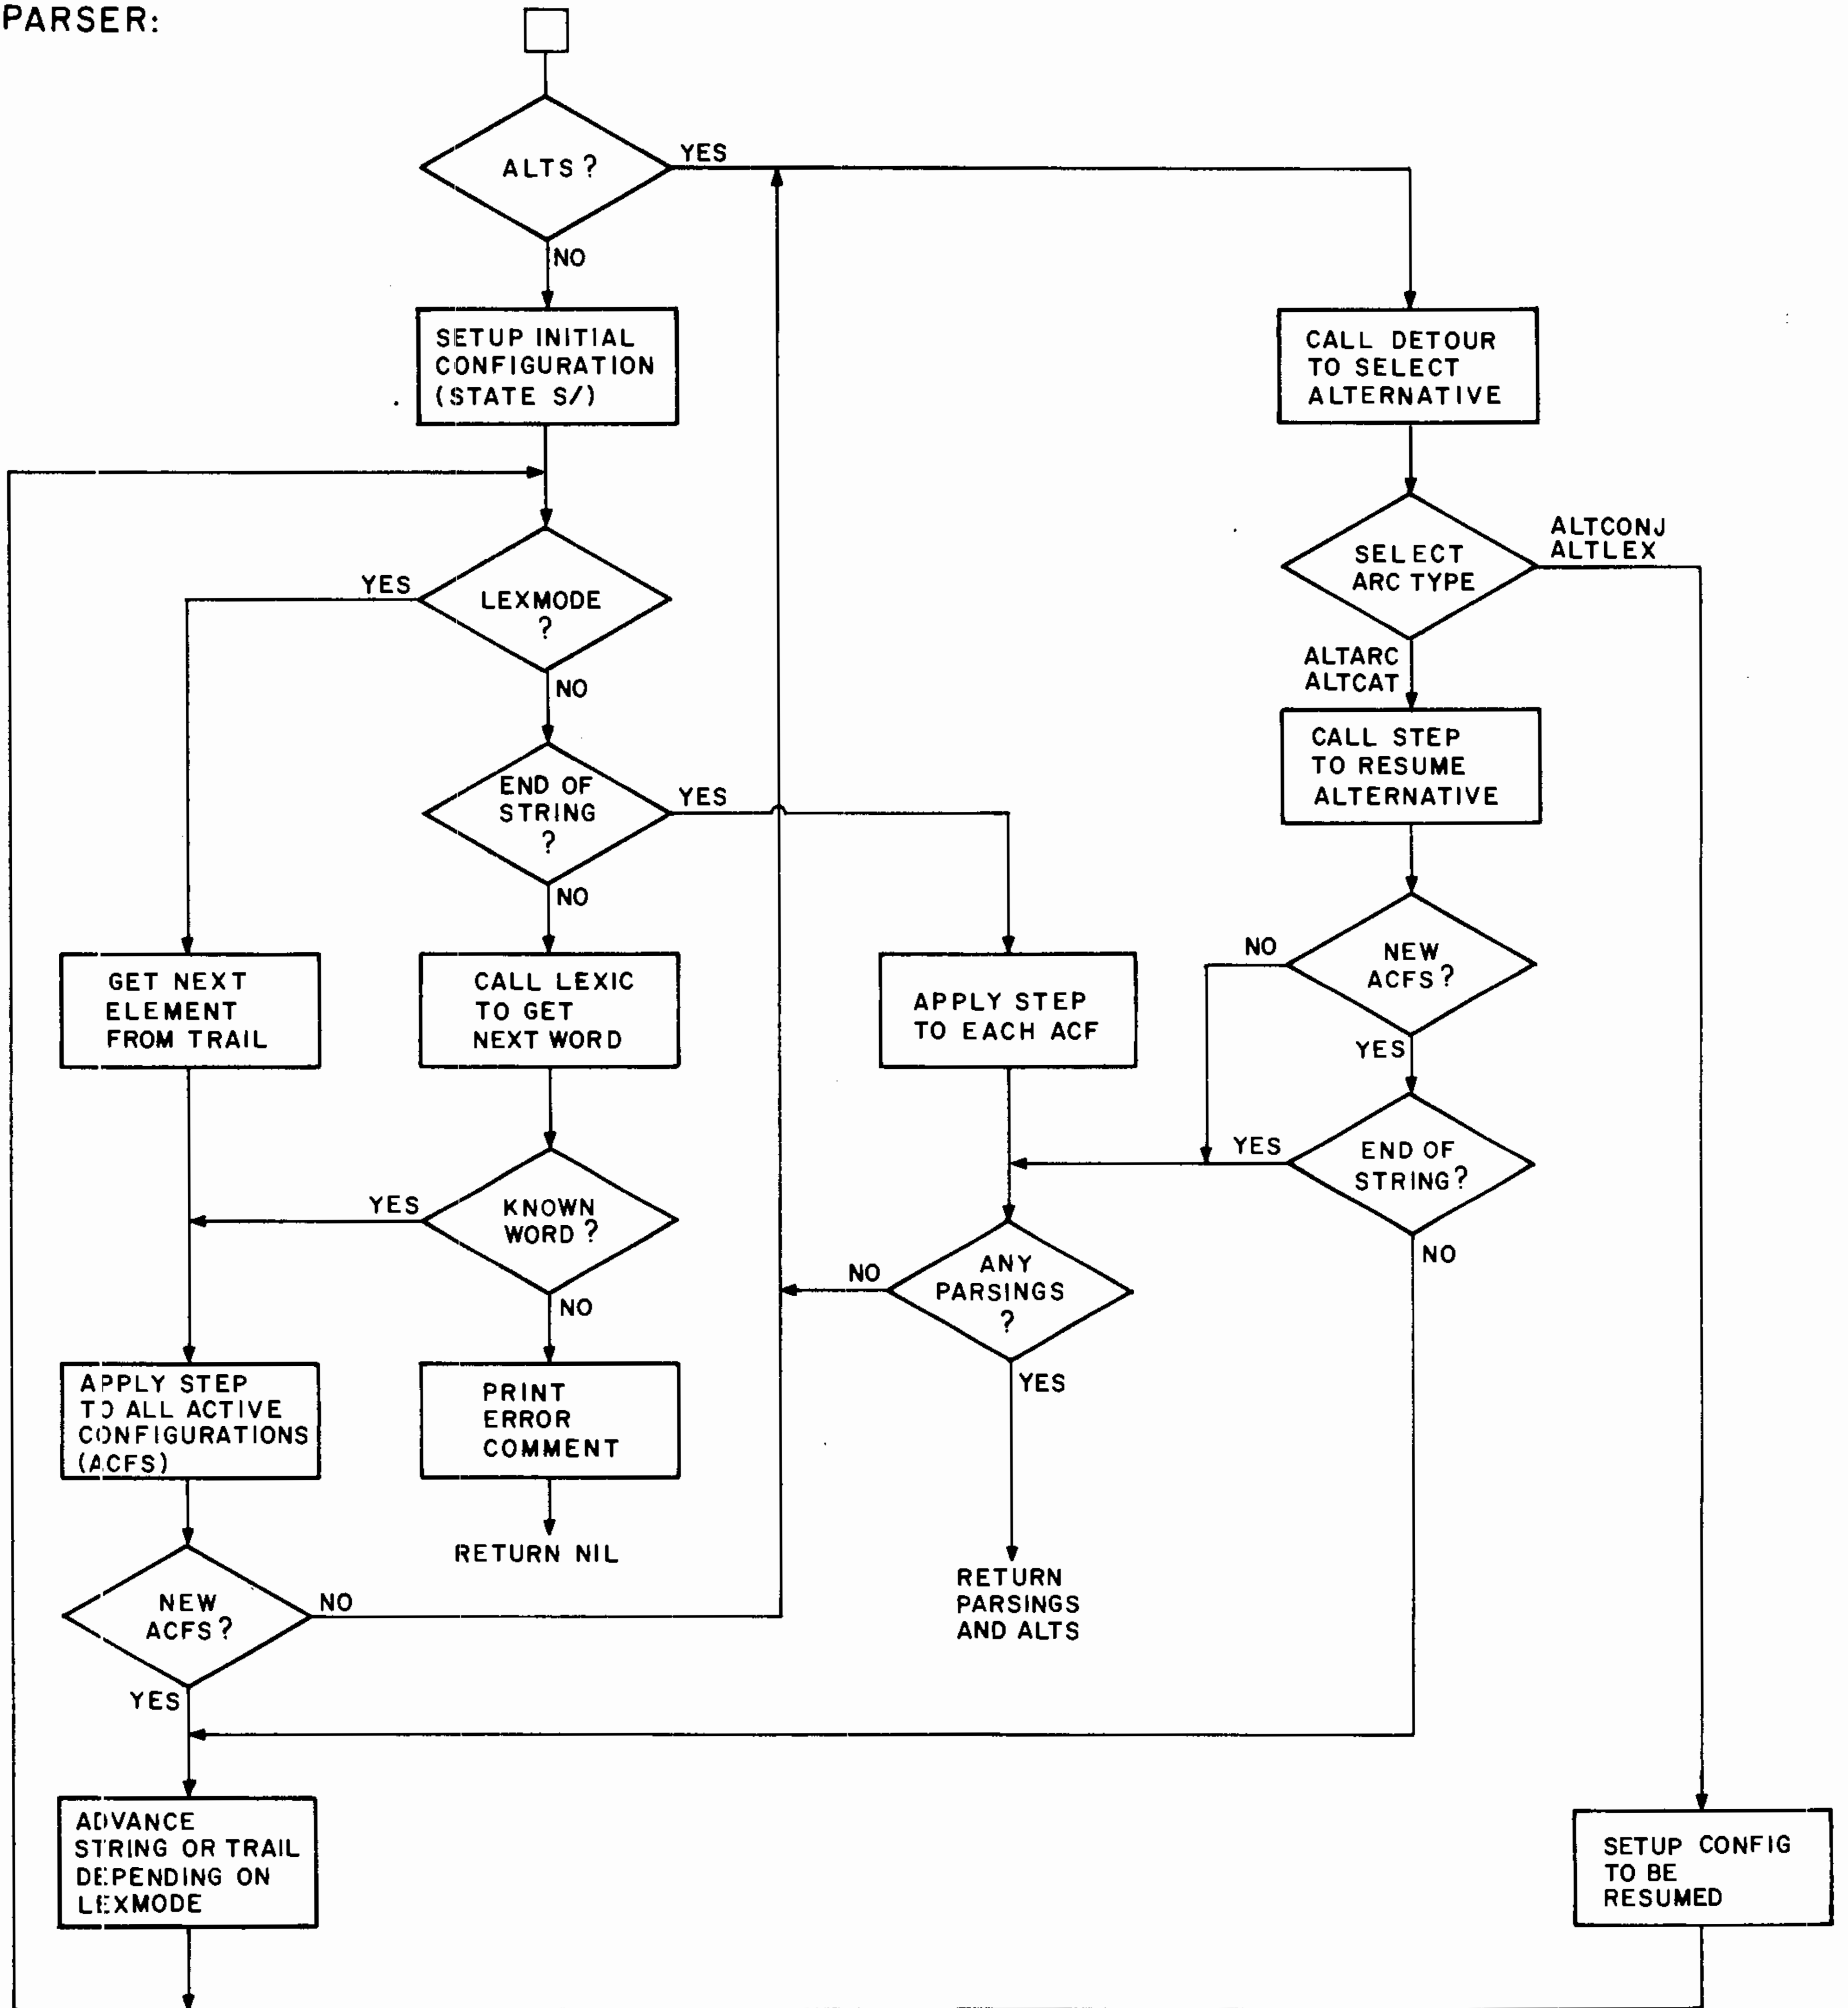 PARSER:
ALTS?
YES
NO
SETUP INITIAL
CONFIGURATION
(STATE S/)
CALL DETOUR
TO SELECT
ALTERNATIVE
LEXMODE
?
YES
NO
SELECT
ARC TYPE
ALTCONJ
ALTLEX
ALTARC
ALTCAT
END OF
STRING
?
YES
NO
CALL STEP
TO RESUME
ALTERNATIVE
GET NEXT
ELEMENT
FROM TRAIL
CALL LEXIC
TO GET
NEXT WORD
APPLY STEP
TO EACH ACF
NEW
ACFS?
NO
YES
KNOWN
WORD?
YES
NO
END OF
STRING?
YES
NO
ANY
PARSINGS
?
NO
YES
APPLY STEP
TO ALL ACTIVE
CONFIGURATIONS
(ACFS)
PRINT
ERROR
COMMENT
RETURN NIL
RETURN
PARSINGS
AND ALTS
NEW
ACFS?
NO
YES
ADVANCE
STRING OR TRAIL
DEPENDING ON
LEXMODE
SETUP CONFIG
TO BE
RESUMED